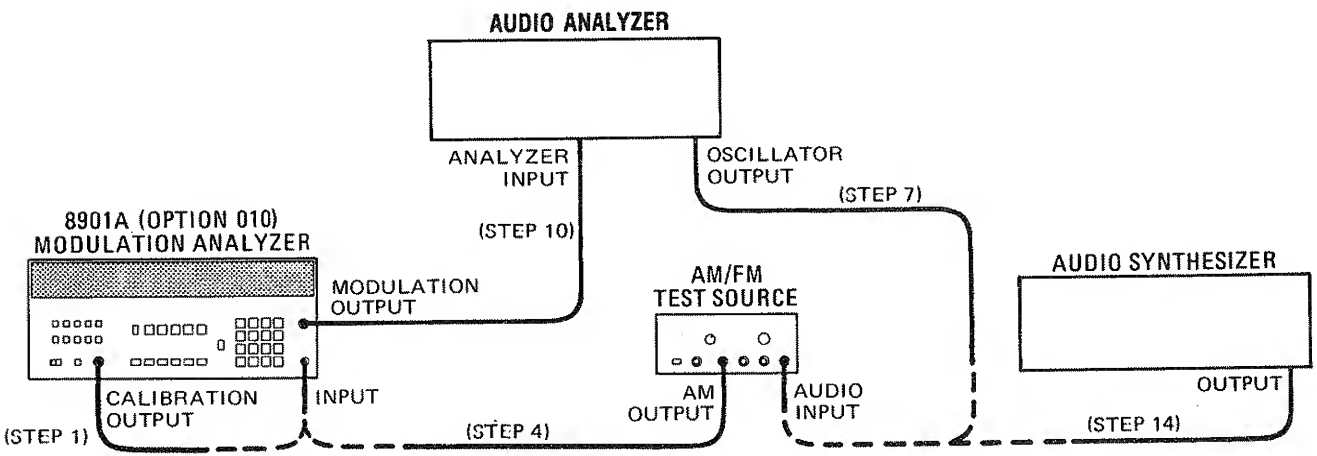 AUDIO ANALYZER
ANALYZER
INPUT
OSCILLATOR
OUTPUT
(STEP 7)
8901A (OPTION 010)
MODULATION ANALYZER
(STEP 10)
MODULATION
OUTPUT
AM/FM
TEST SOURCE
AUDIO SYNTHESIZER
CALIBRATION
OUTPUT
INPUT
AM
OUTPUT
AUDIO
INPUT
OUTPUT
(STEP 1)
(STEP 4)
(STEP 14)